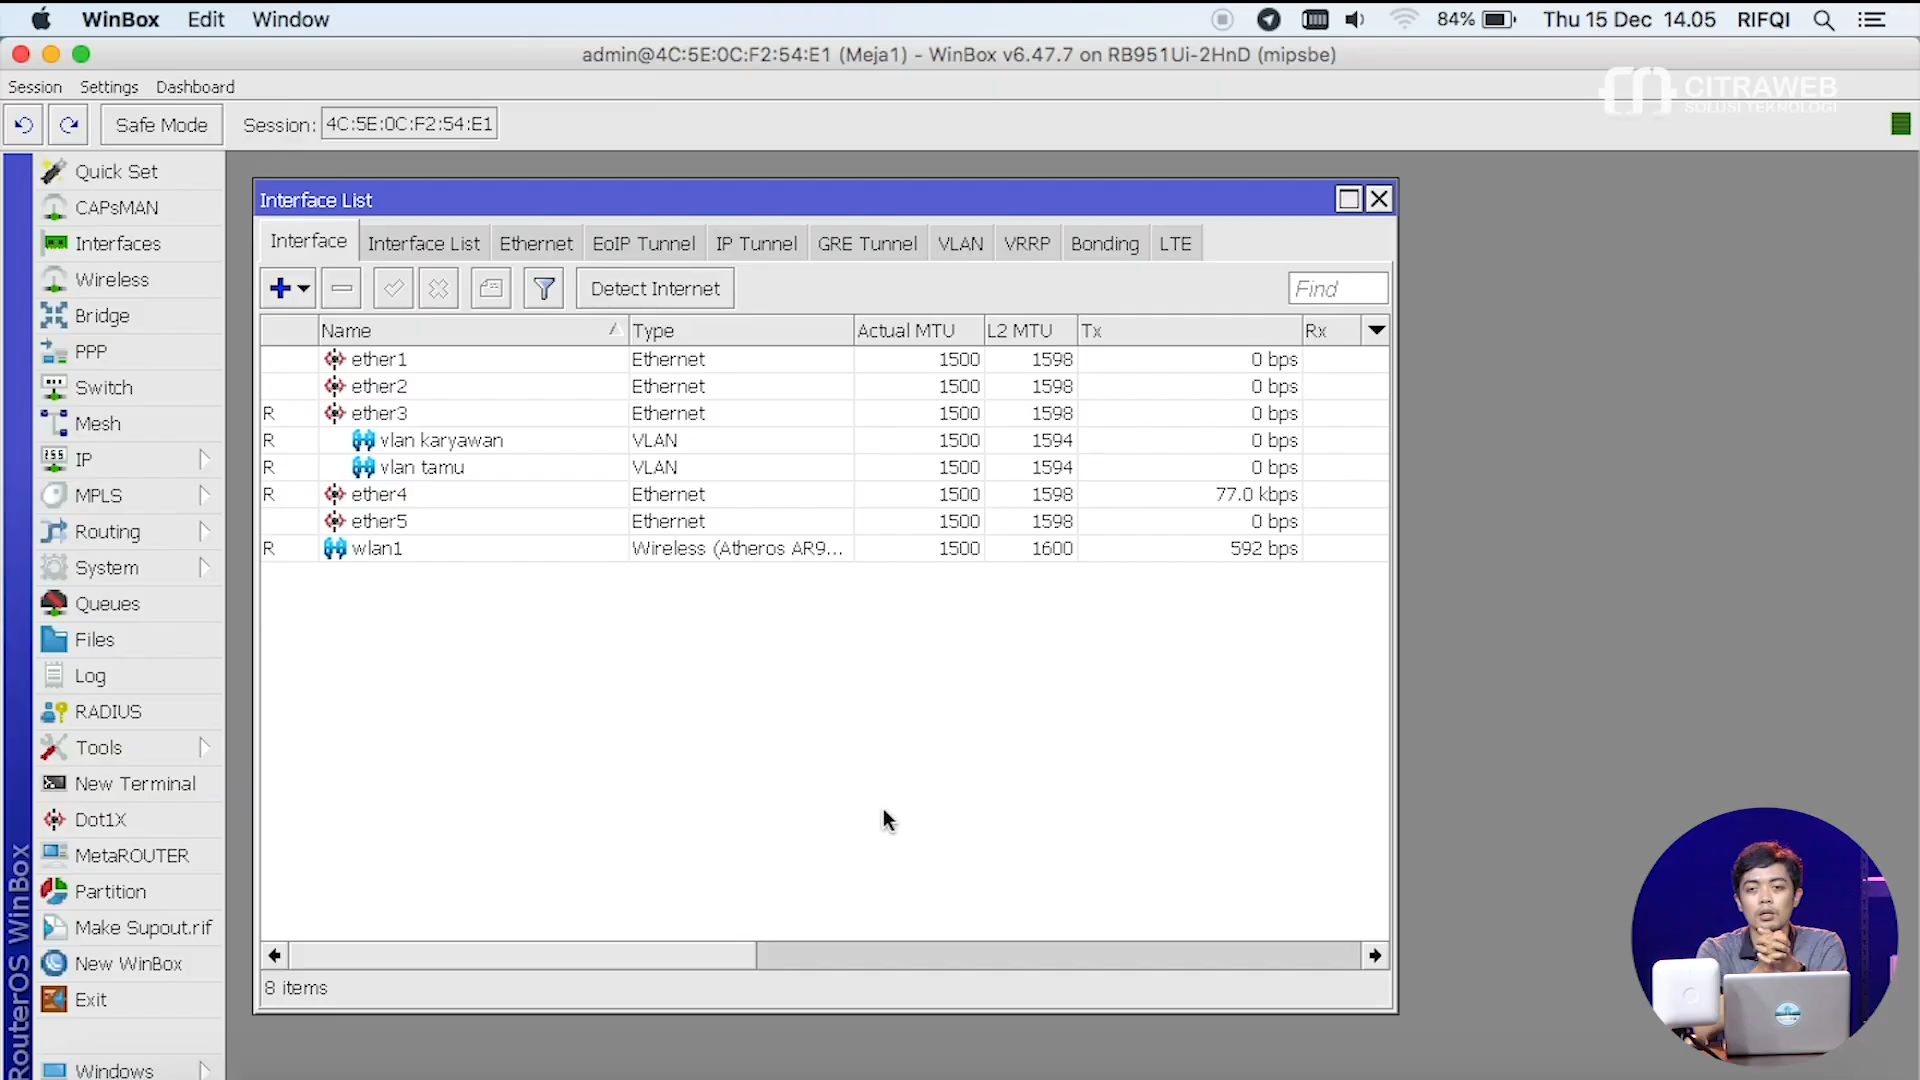 WinBox Edit Window 84% Thu 15 Dec 14.05 RIFQI
admin@4C:5E:0C:F2:54:E1 (Meja1) - WinBox v6.47.7 on RB951Ui-2HnD (mipsbe)
Session Settings Dashboard
CITRAWEB
SOLUSI TEKNOLOGI
Safe Mode Session: 4C:5E:0C:F2:54:E1
Quick Set
CAPsMAN
Interfaces
Wireless
Bridge
PPP
Switch
Mesh
IP
MPLS
Routing
System
Queues
Files
Log
RADIUS
Tools
New Terminal
Dot1X
MetaROUTER
Partition
Make Supout.rif
New WinBox
Exit
Windows
RouterOS WinBox
Interface List
Interface Interface List Ethernet EoIP Tunnel IP Tunnel GRE Tunnel VLAN VRRP Bonding LTE
Detect Internet Find
Name Type Actual MTU L2 MTU Tx Rx
ether1 Ethernet 1500 1598 0 bps
ether2 Ethernet 1500 1598 0 bps
R ether3 Ethernet 1500 1598 0 bps
R vlan karyawan VLAN 1500 1594 0 bps
R vlan tamu VLAN 1500 1594 0 bps
R ether4 Ethernet 1500 1598 77.0 kbps
ether5 Ethernet 1500 1598 0 bps
R wlan1 Wireless (Atheros AR9... 1500 1600 592 bps
8 items